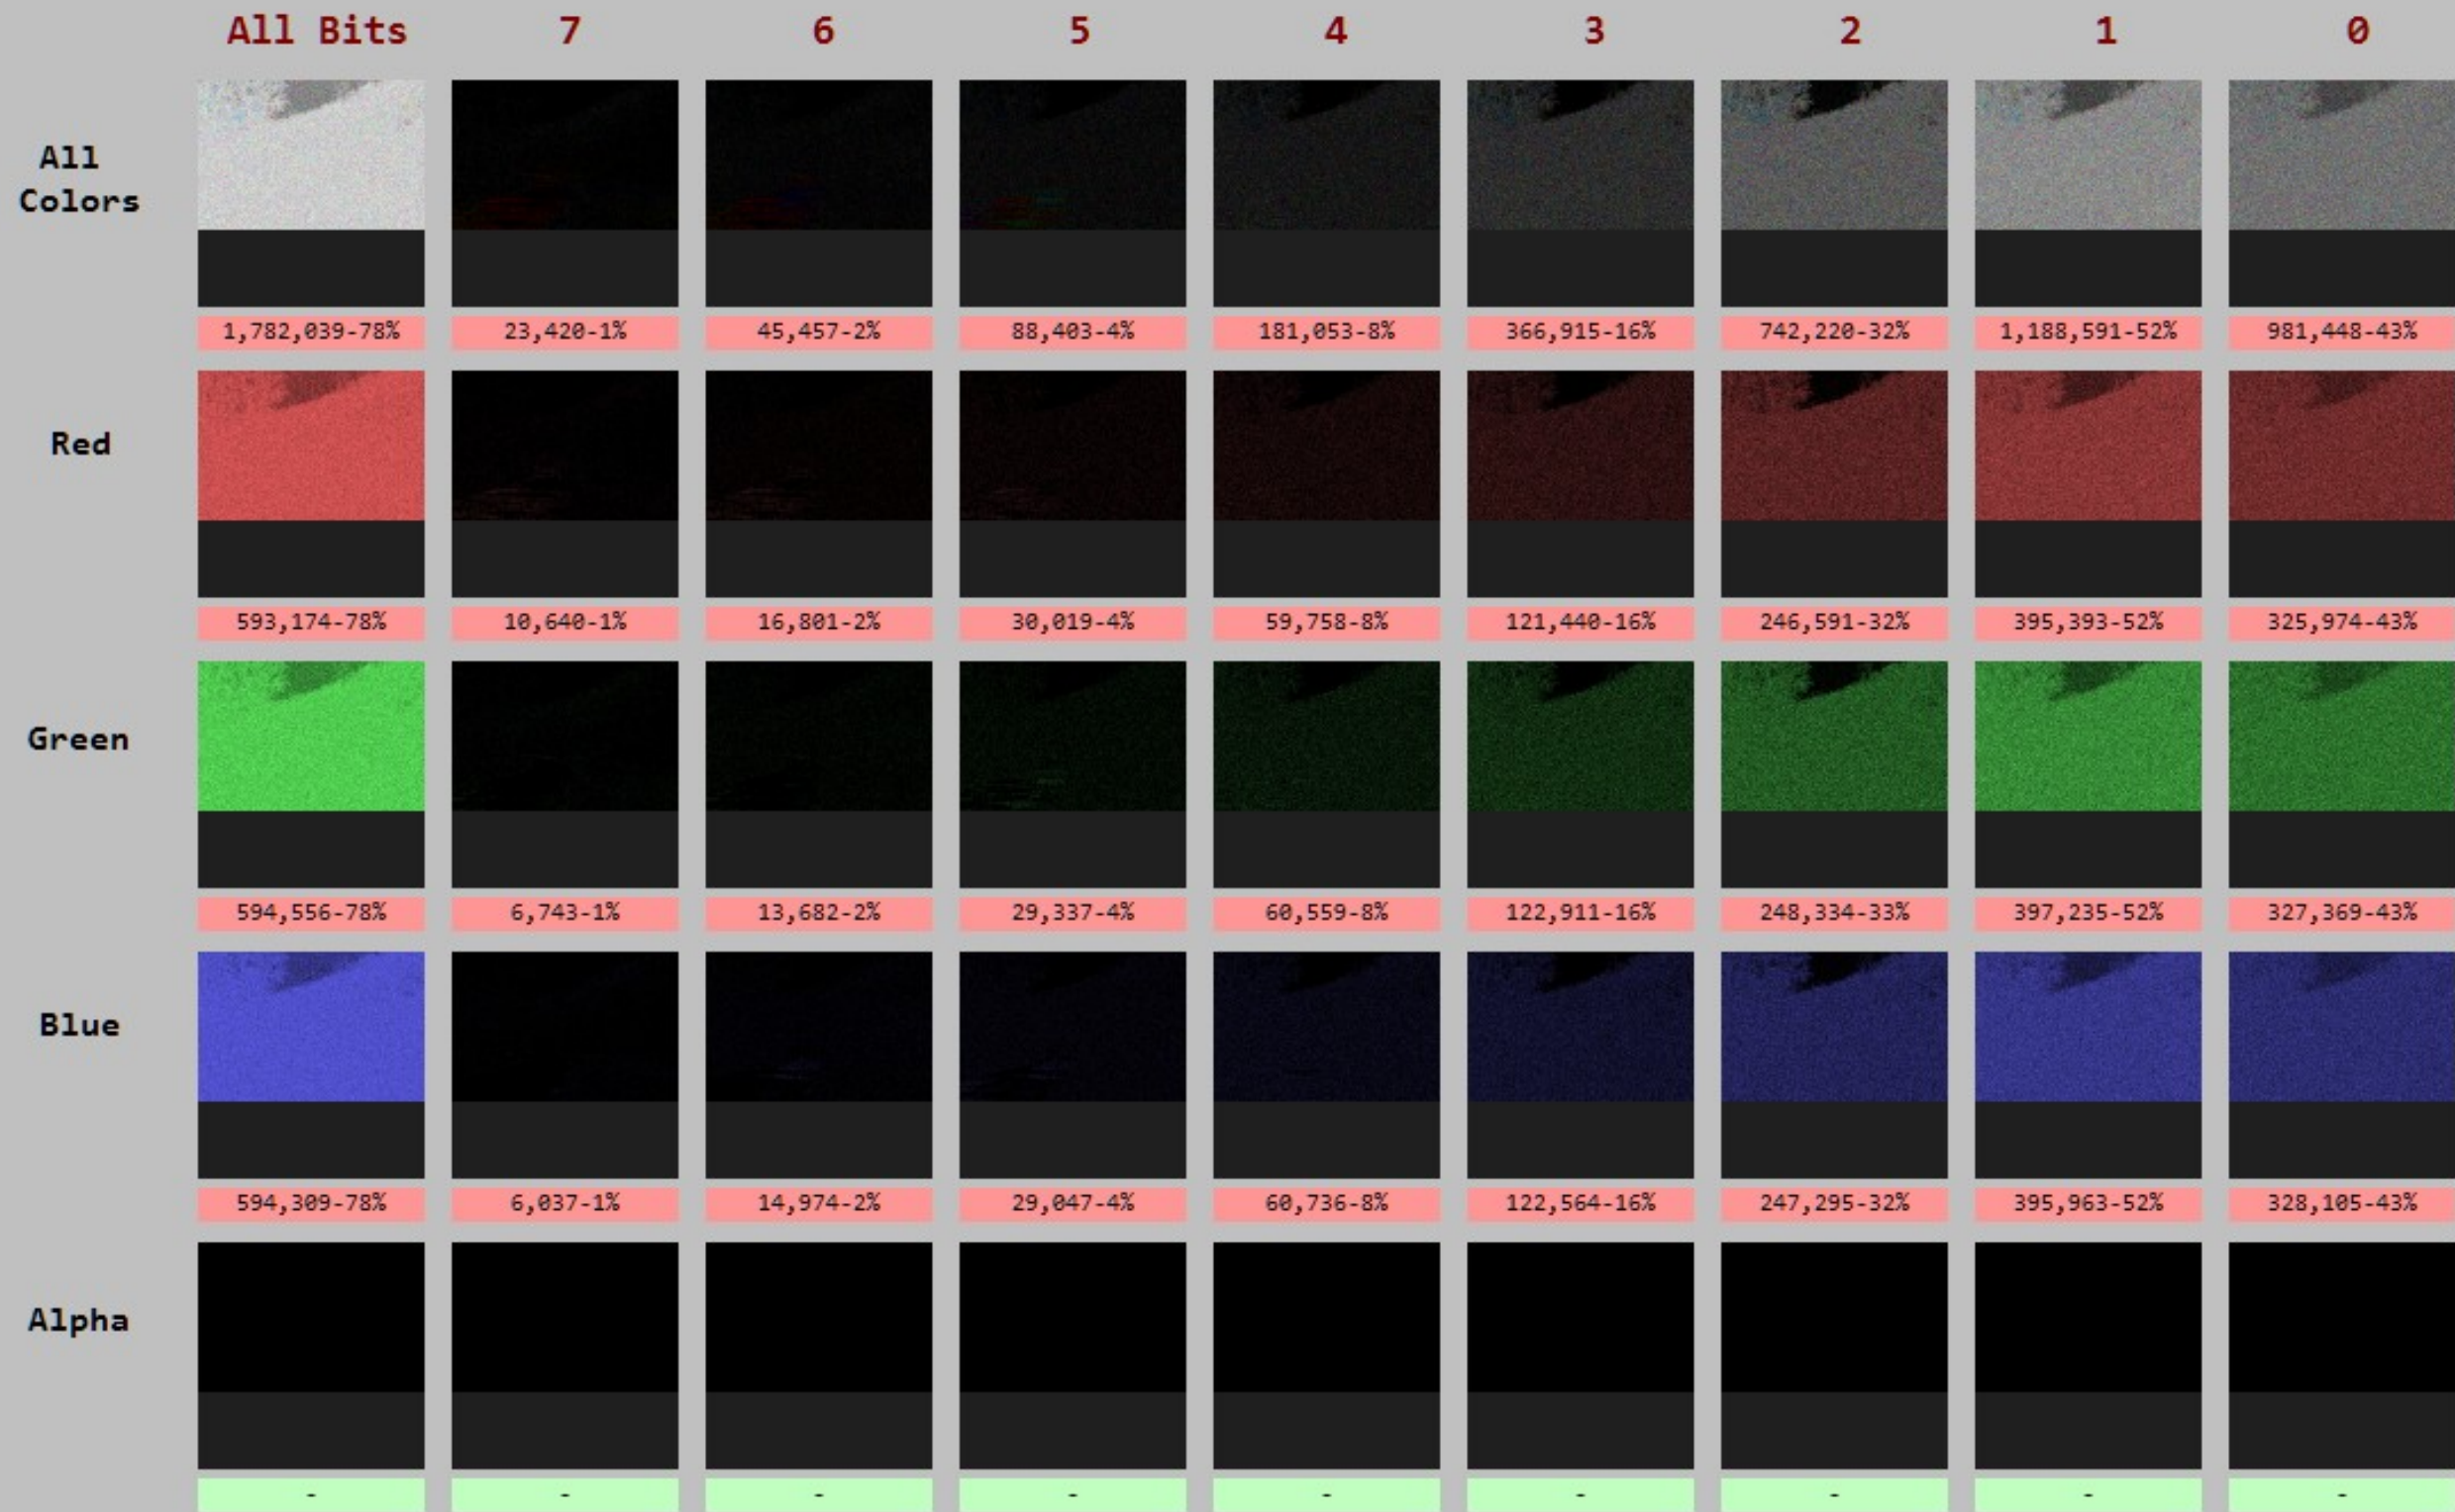 All Bits 7 6 5 4 3 2 1 0
All
Colors
1,782,039-78% 23,420-1% 45,457-2% 88,403-4% 181,053-8% 366,915-16% 742,220-32% 1,188,591-52% 981,448-43%
Red
593,174-78% 10,640-1% 16,801-2% 30,019-4% 59,758-8% 121,440-16% 246,591-32% 395,393-52% 325,974-43%
Green
594,556-78% 6,743-1% 13,682-2% 29,337-4% 60,559-8% 122,911-16% 248,334-33% 397,235-52% 327,369-43%
Blue
594,309-78% 6,037-1% 14,974-2% 29,047-4% 60,736-8% 122,564-16% 247,295-32% 395,963-52% 328,105-43%
Alpha
- - - - - - - - -